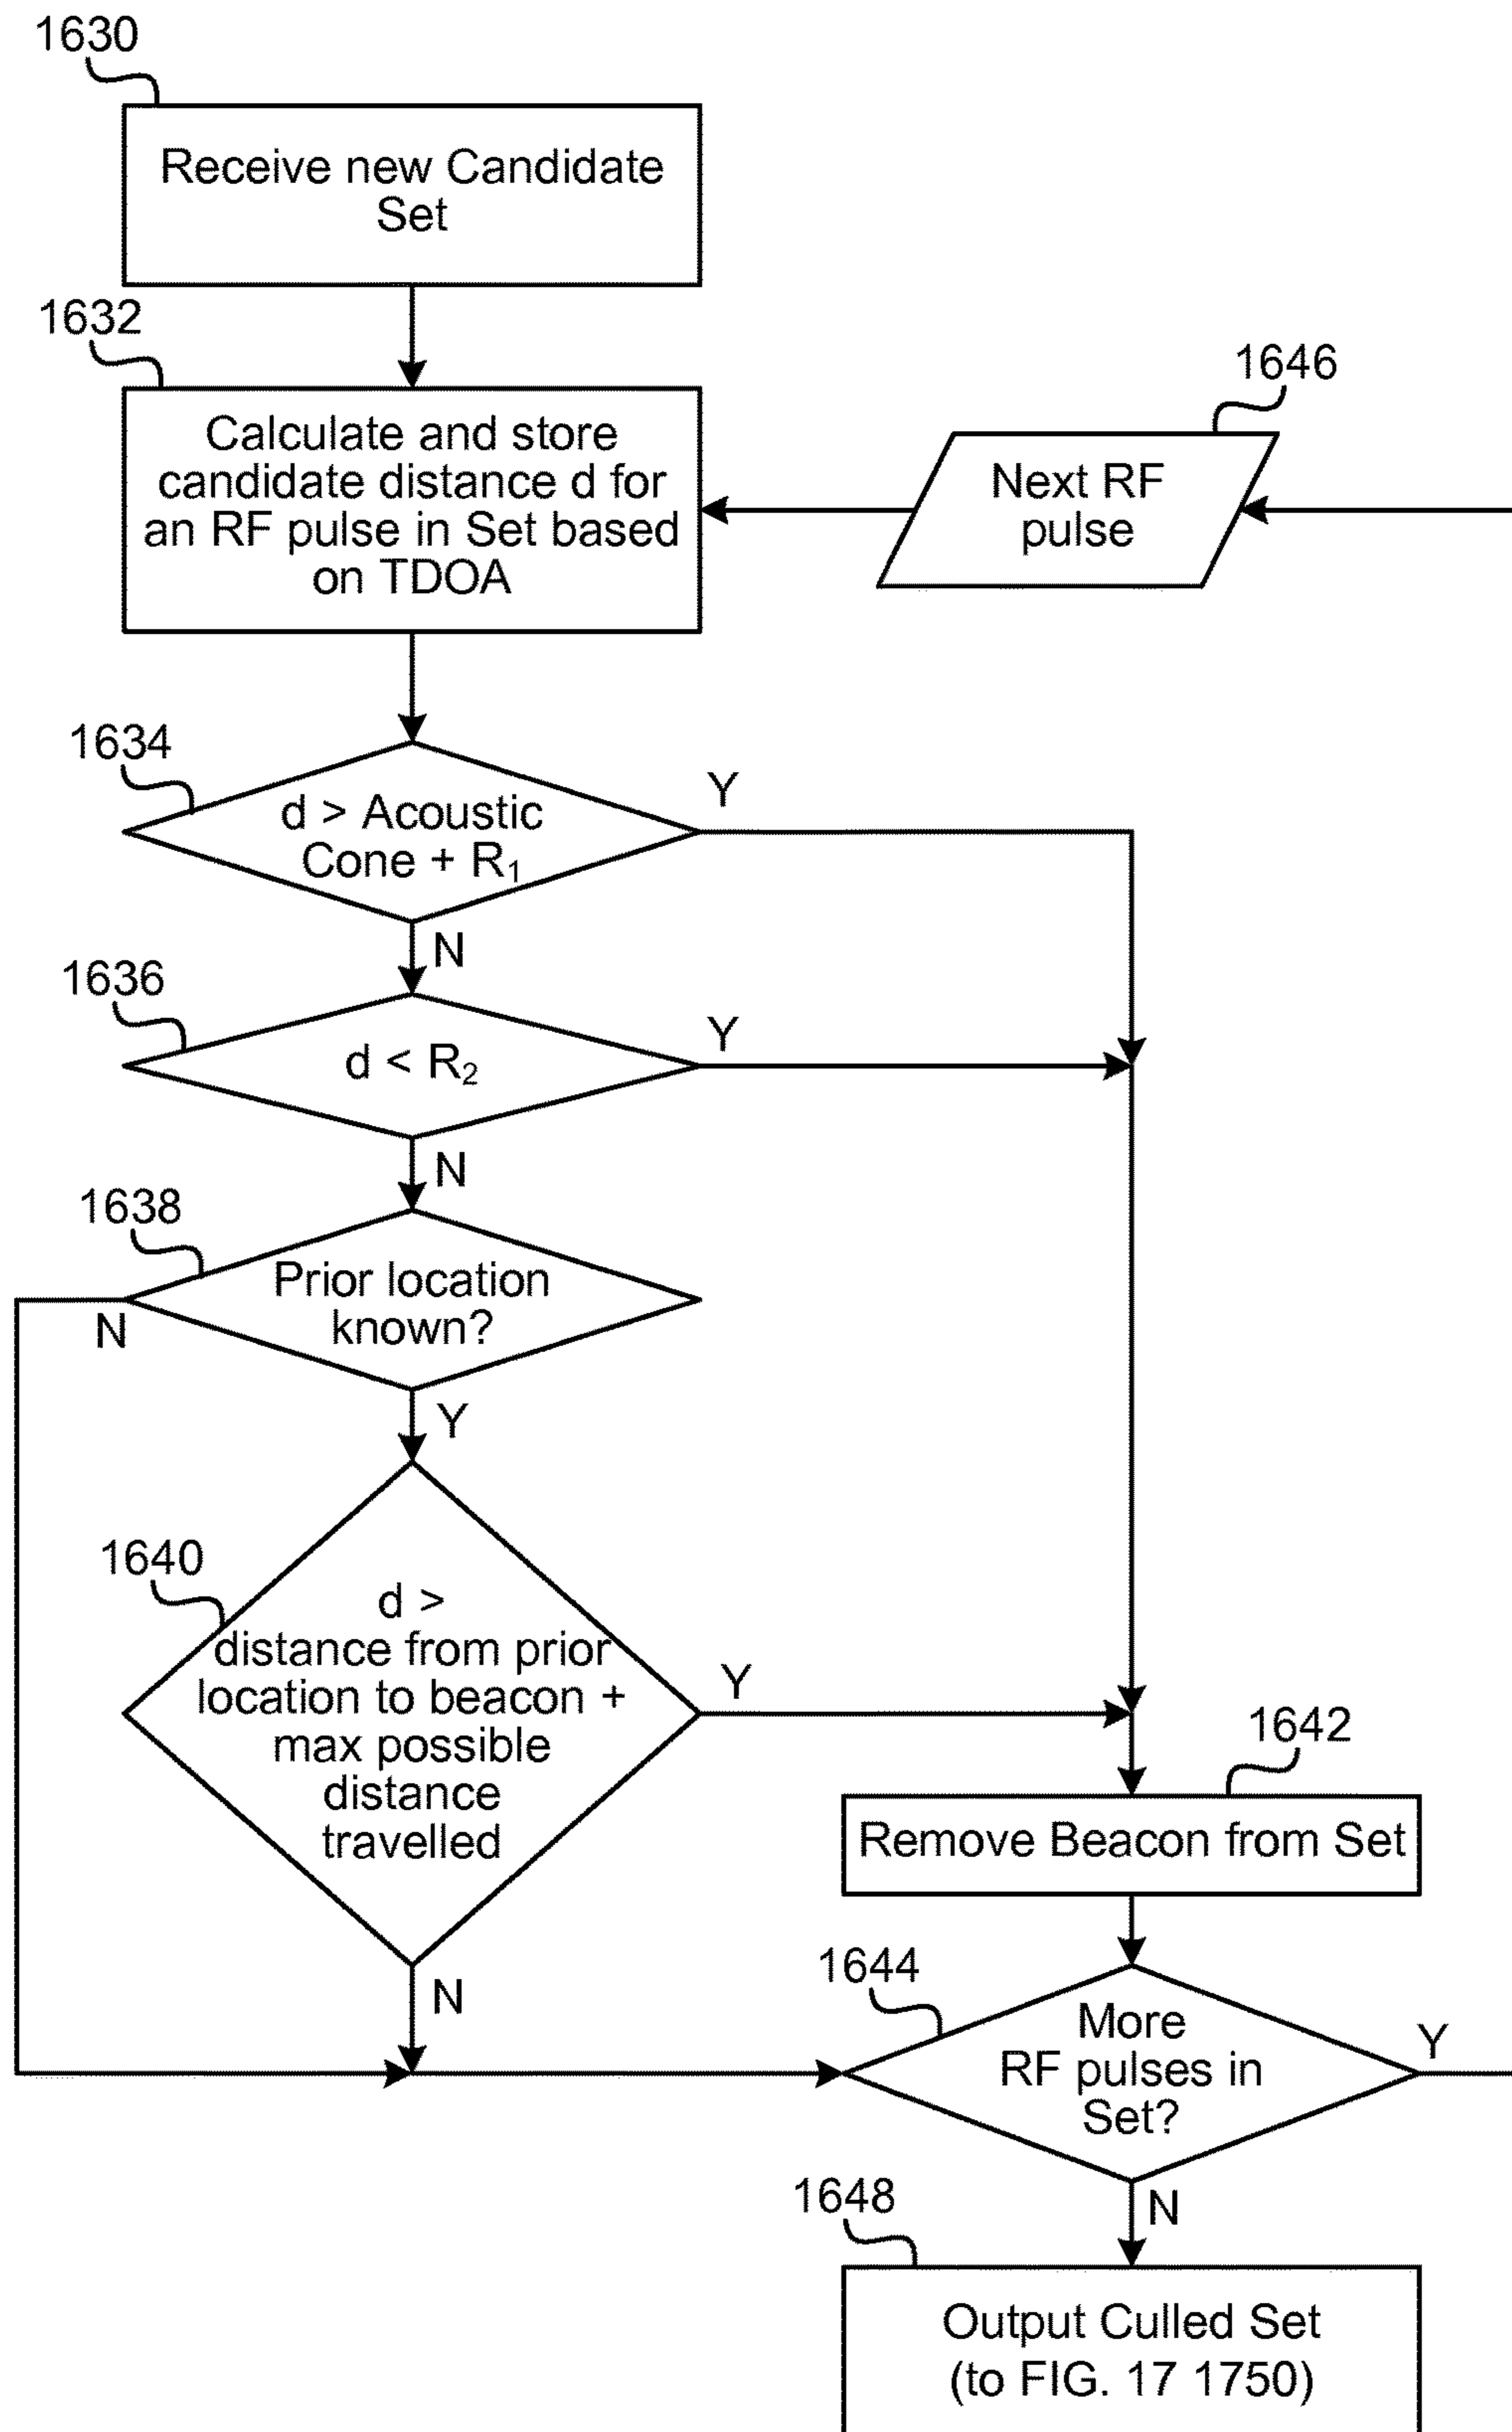 1630
Receive new Candidate
Set
1632
Calculate and store
candidate distance d for
an RF pulse in Set based
on TDOA
1646
Next RF
pulse
1634
d > Acoustic
Cone + R₁
Y
N
1636
d < R₂
Y
N
1638
Prior location
known?
N
Y
1640
d >
distance from prior
location to beacon +
max possible
distance
travelled
Y
N
1642
Remove Beacon from Set
1644
More
RF pulses in
Set?
Y
N
1648
Output Culled Set
(to FIG. 17 1750)